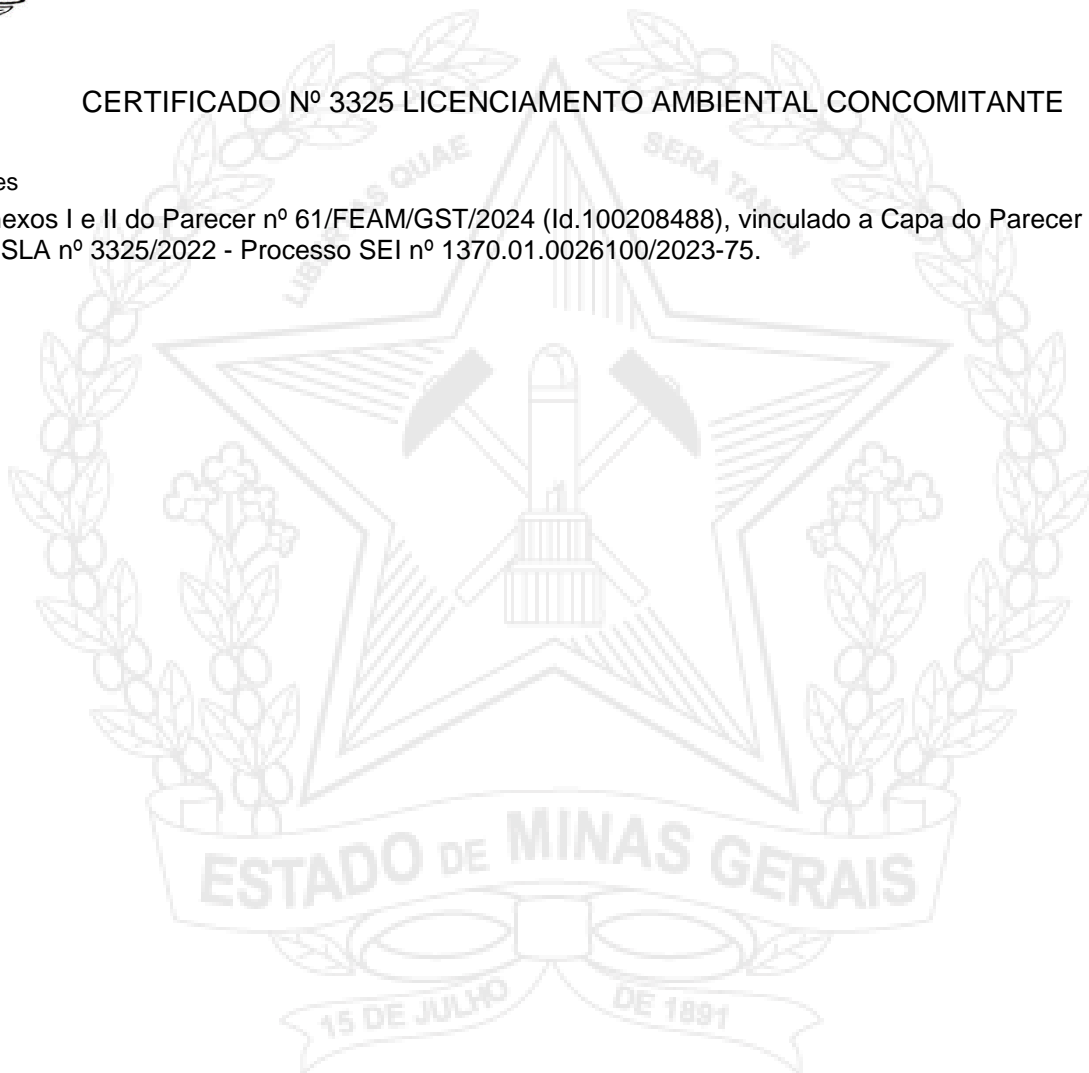 CERTIFICADO Nº 3325 LICENCIAMENTO AMBIENTAL CONCOMITANTE
LIBERTAS QUAE SERA TAMEN
es
nexos I e II do Parecer nº 61/FEAM/GST/2024 (Id.100208488), vinculado a Capa do Parecer
SLA nº 3325/2022 - Processo SEI nº 1370.01.0026100/2023-75.
ESTADO DE MINAS GERAIS
15 DE JULHO DE 1891